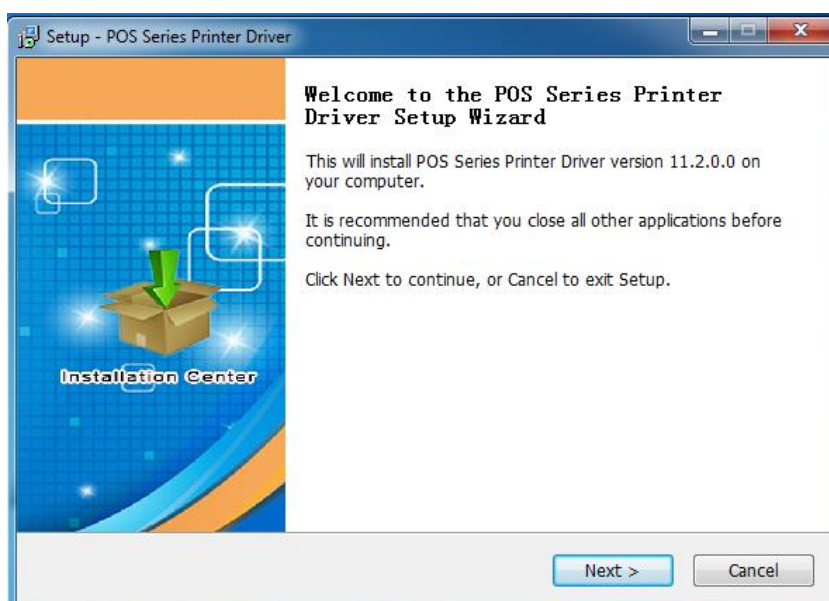 Setup - POS Series Printer Driver
Welcome to the POS Series Printer
Driver Setup Wizard
This will install POS Series Printer Driver version 11.2.0.0 on
your computer.
It is recommended that you close all other applications before
continuing.
Click Next to continue, or Cancel to exit Setup.
Installation Center
Next >
Cancel